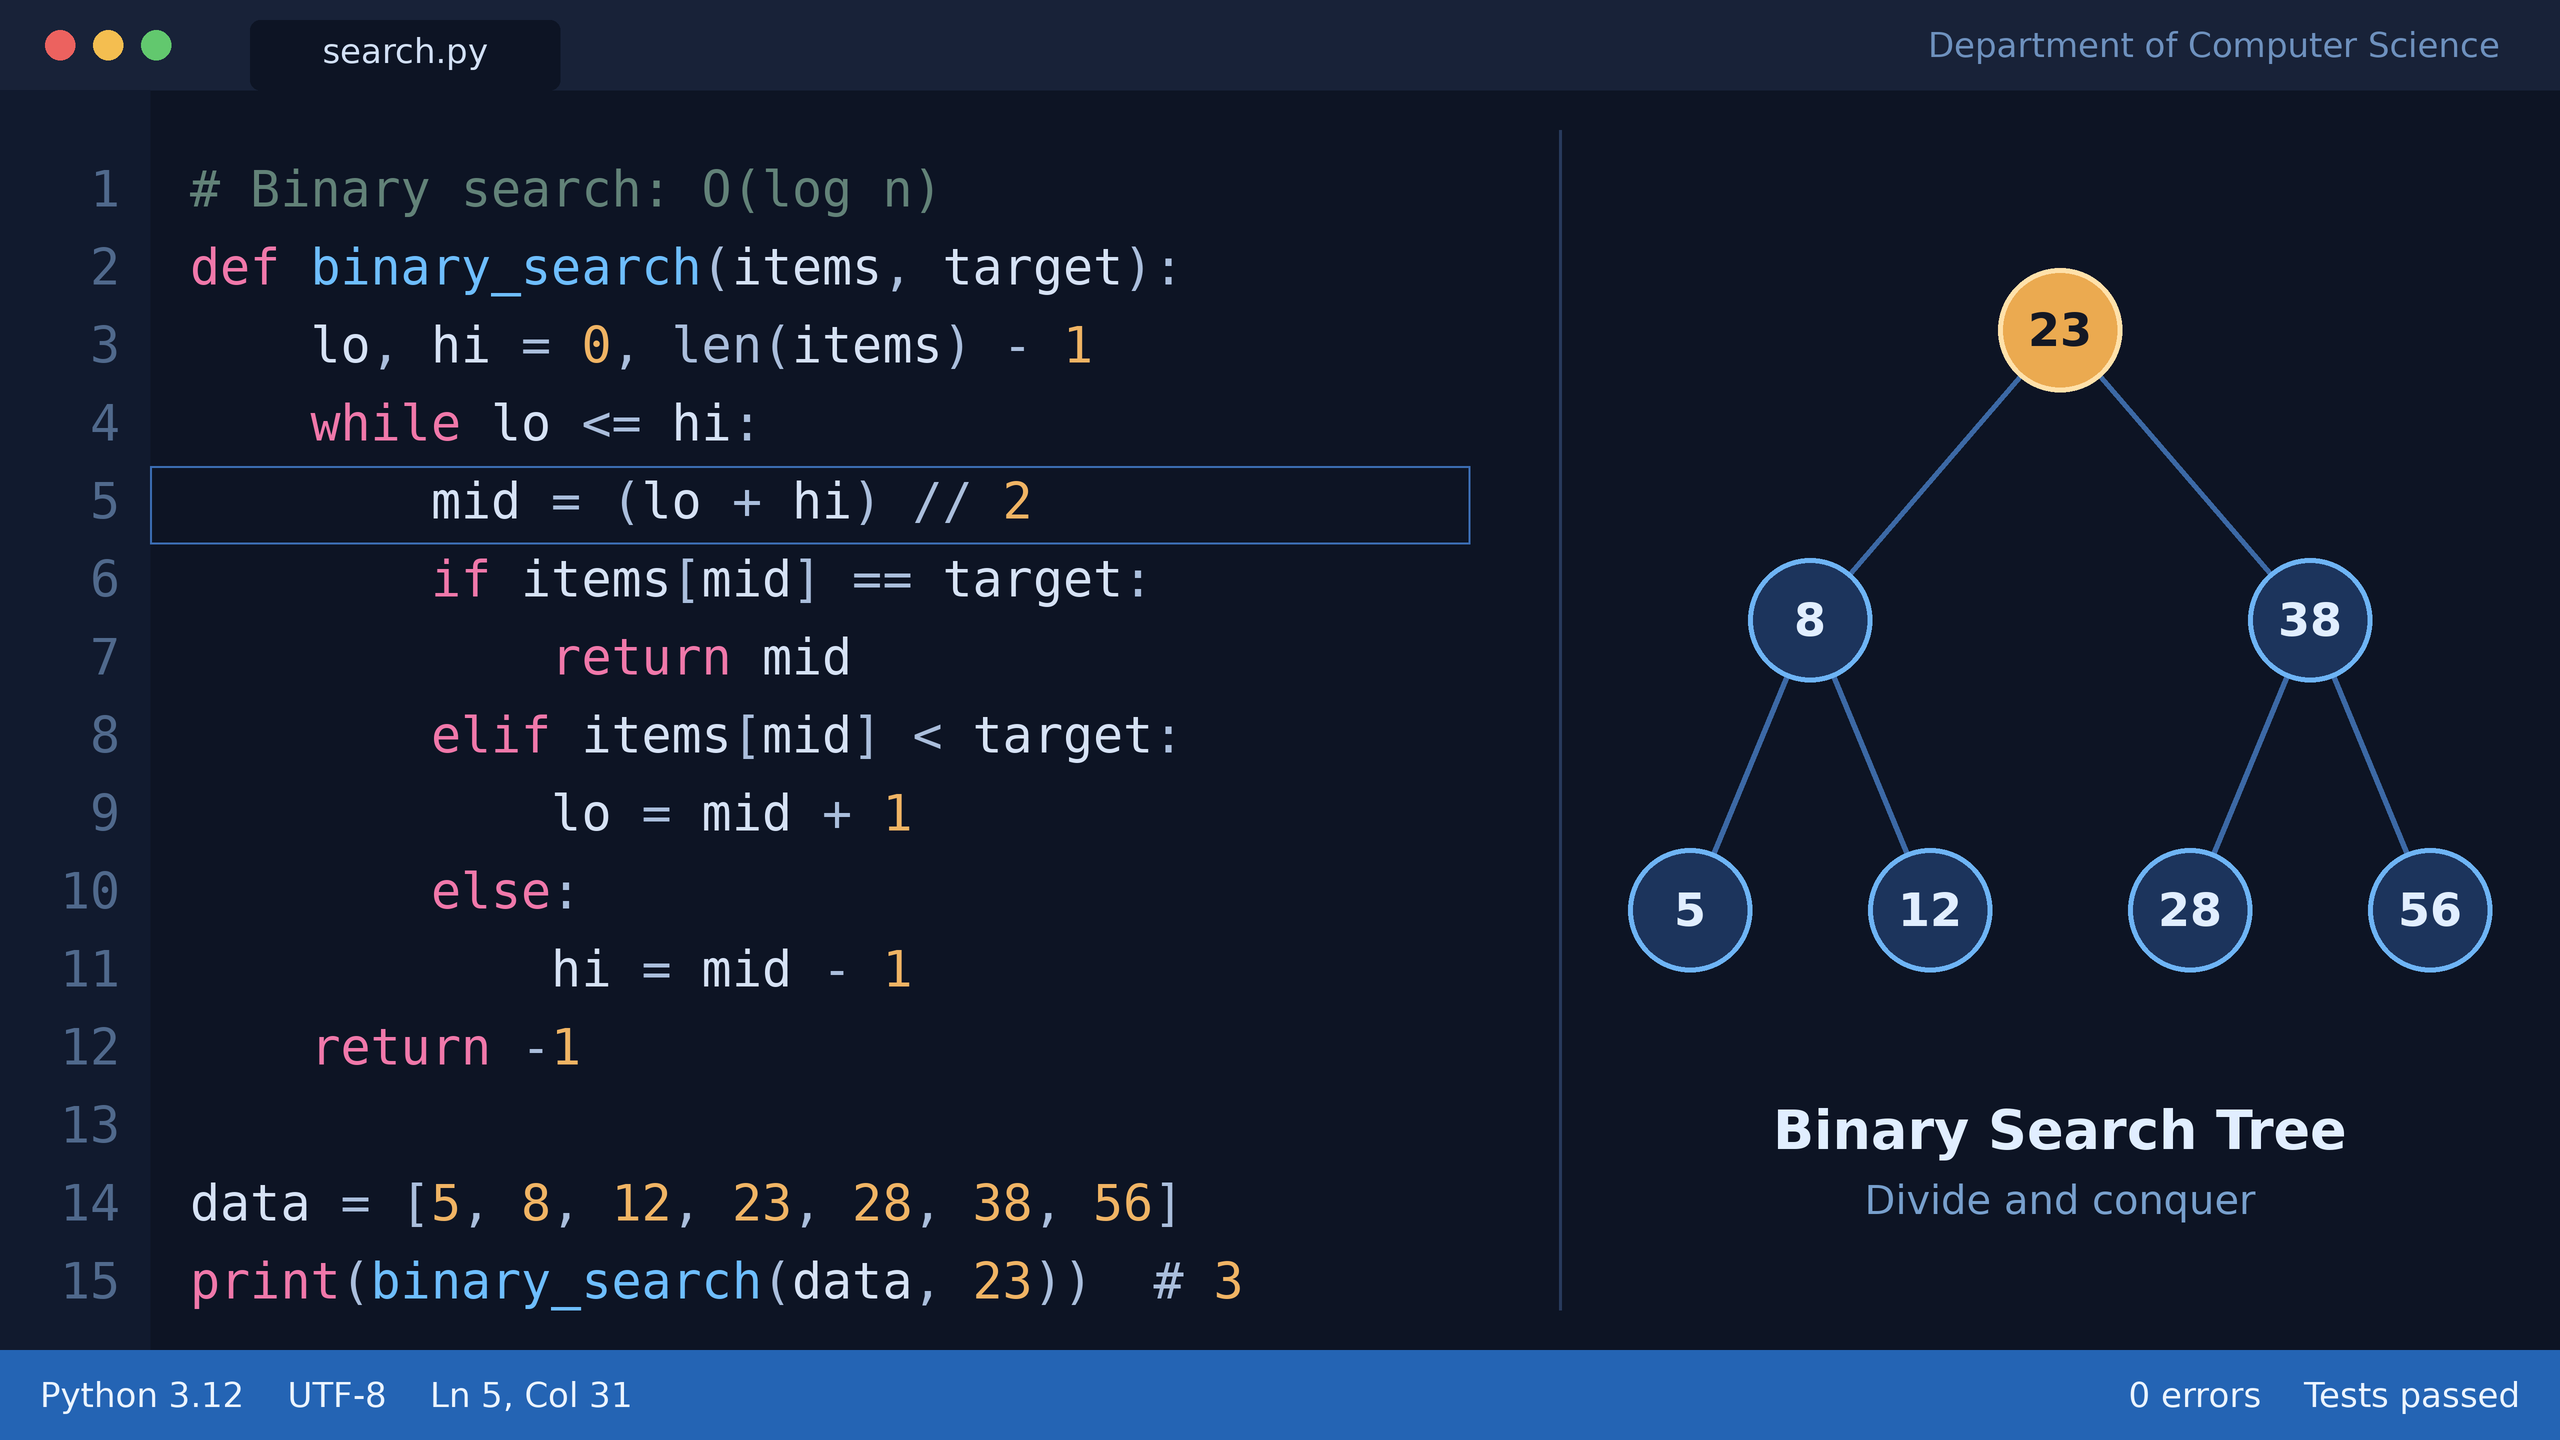 search.py
Department of Computer Science
1 # Binary search: O(log n)
2 def binary_search(items, target):
3     lo, hi = 0, len(items) - 1
4     while lo <= hi:
5         mid = (lo + hi) // 2
6         if items[mid] == target:
7             return mid
8         elif items[mid] < target:
9             lo = mid + 1
10         else:
11             hi = mid - 1
12     return -1
13
14 data = [5, 8, 12, 23, 28, 38, 56]
15 print(binary_search(data, 23))  # 3
23
8 38
5 12 28 56
Binary Search Tree
Divide and conquer
Python 3.12 UTF-8 Ln 5, Col 31
0 errors Tests passed